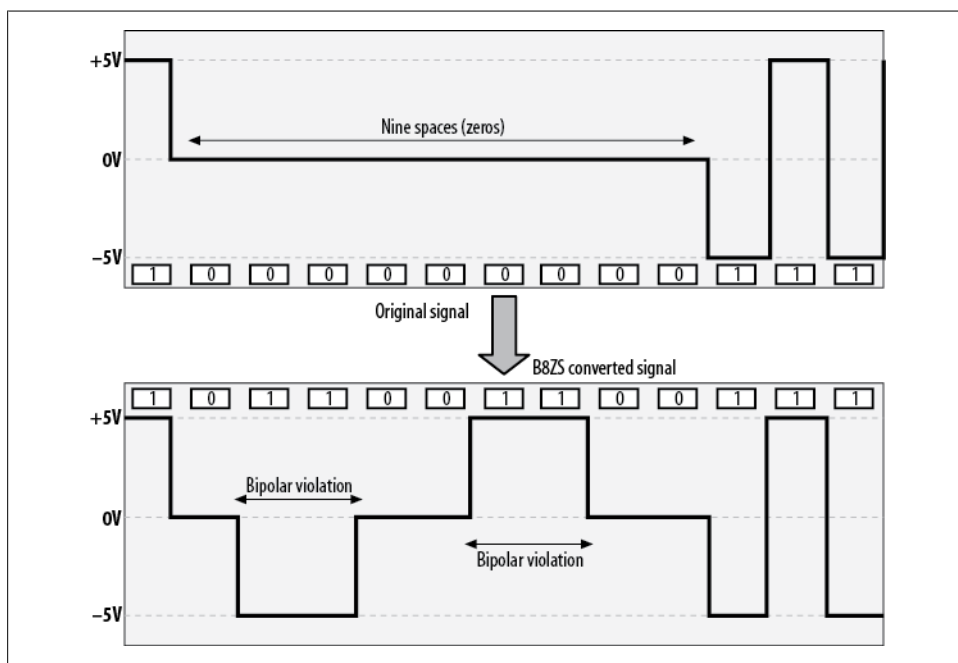 +5V
Nine spaces (zeros)
0V
−5V
1 0 0 0 0 0 0 0 0 0 1 1 1
Original signal
B8ZS converted signal
1 0 1 1 0 0 1 1 0 0 1 1 1
+5V
Bipolar violation
0V
Bipolar violation
−5V